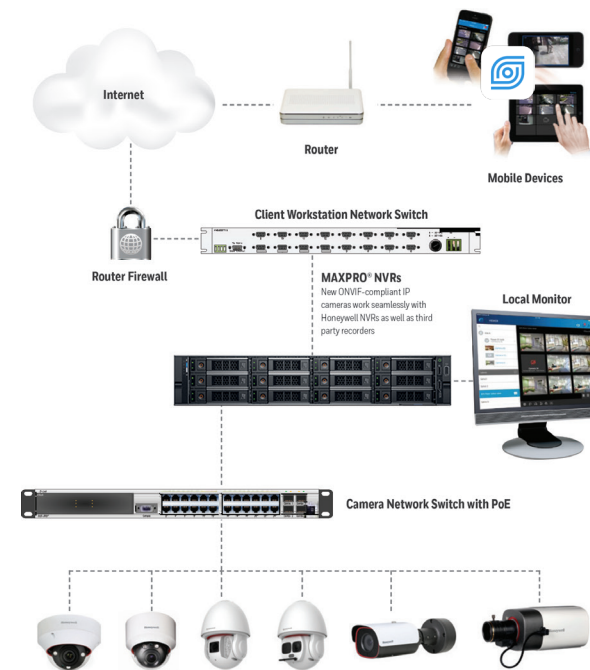 Internet
Router
Mobile Devices
Client Workstation Network Switch
Router Firewall
MAXPRO® NVRs
New ONVIF-compliant IP
cameras work seamlessly with
Honeywell NVRs as well as third
party recorders
Local Monitor
Camera Network Switch with PoE